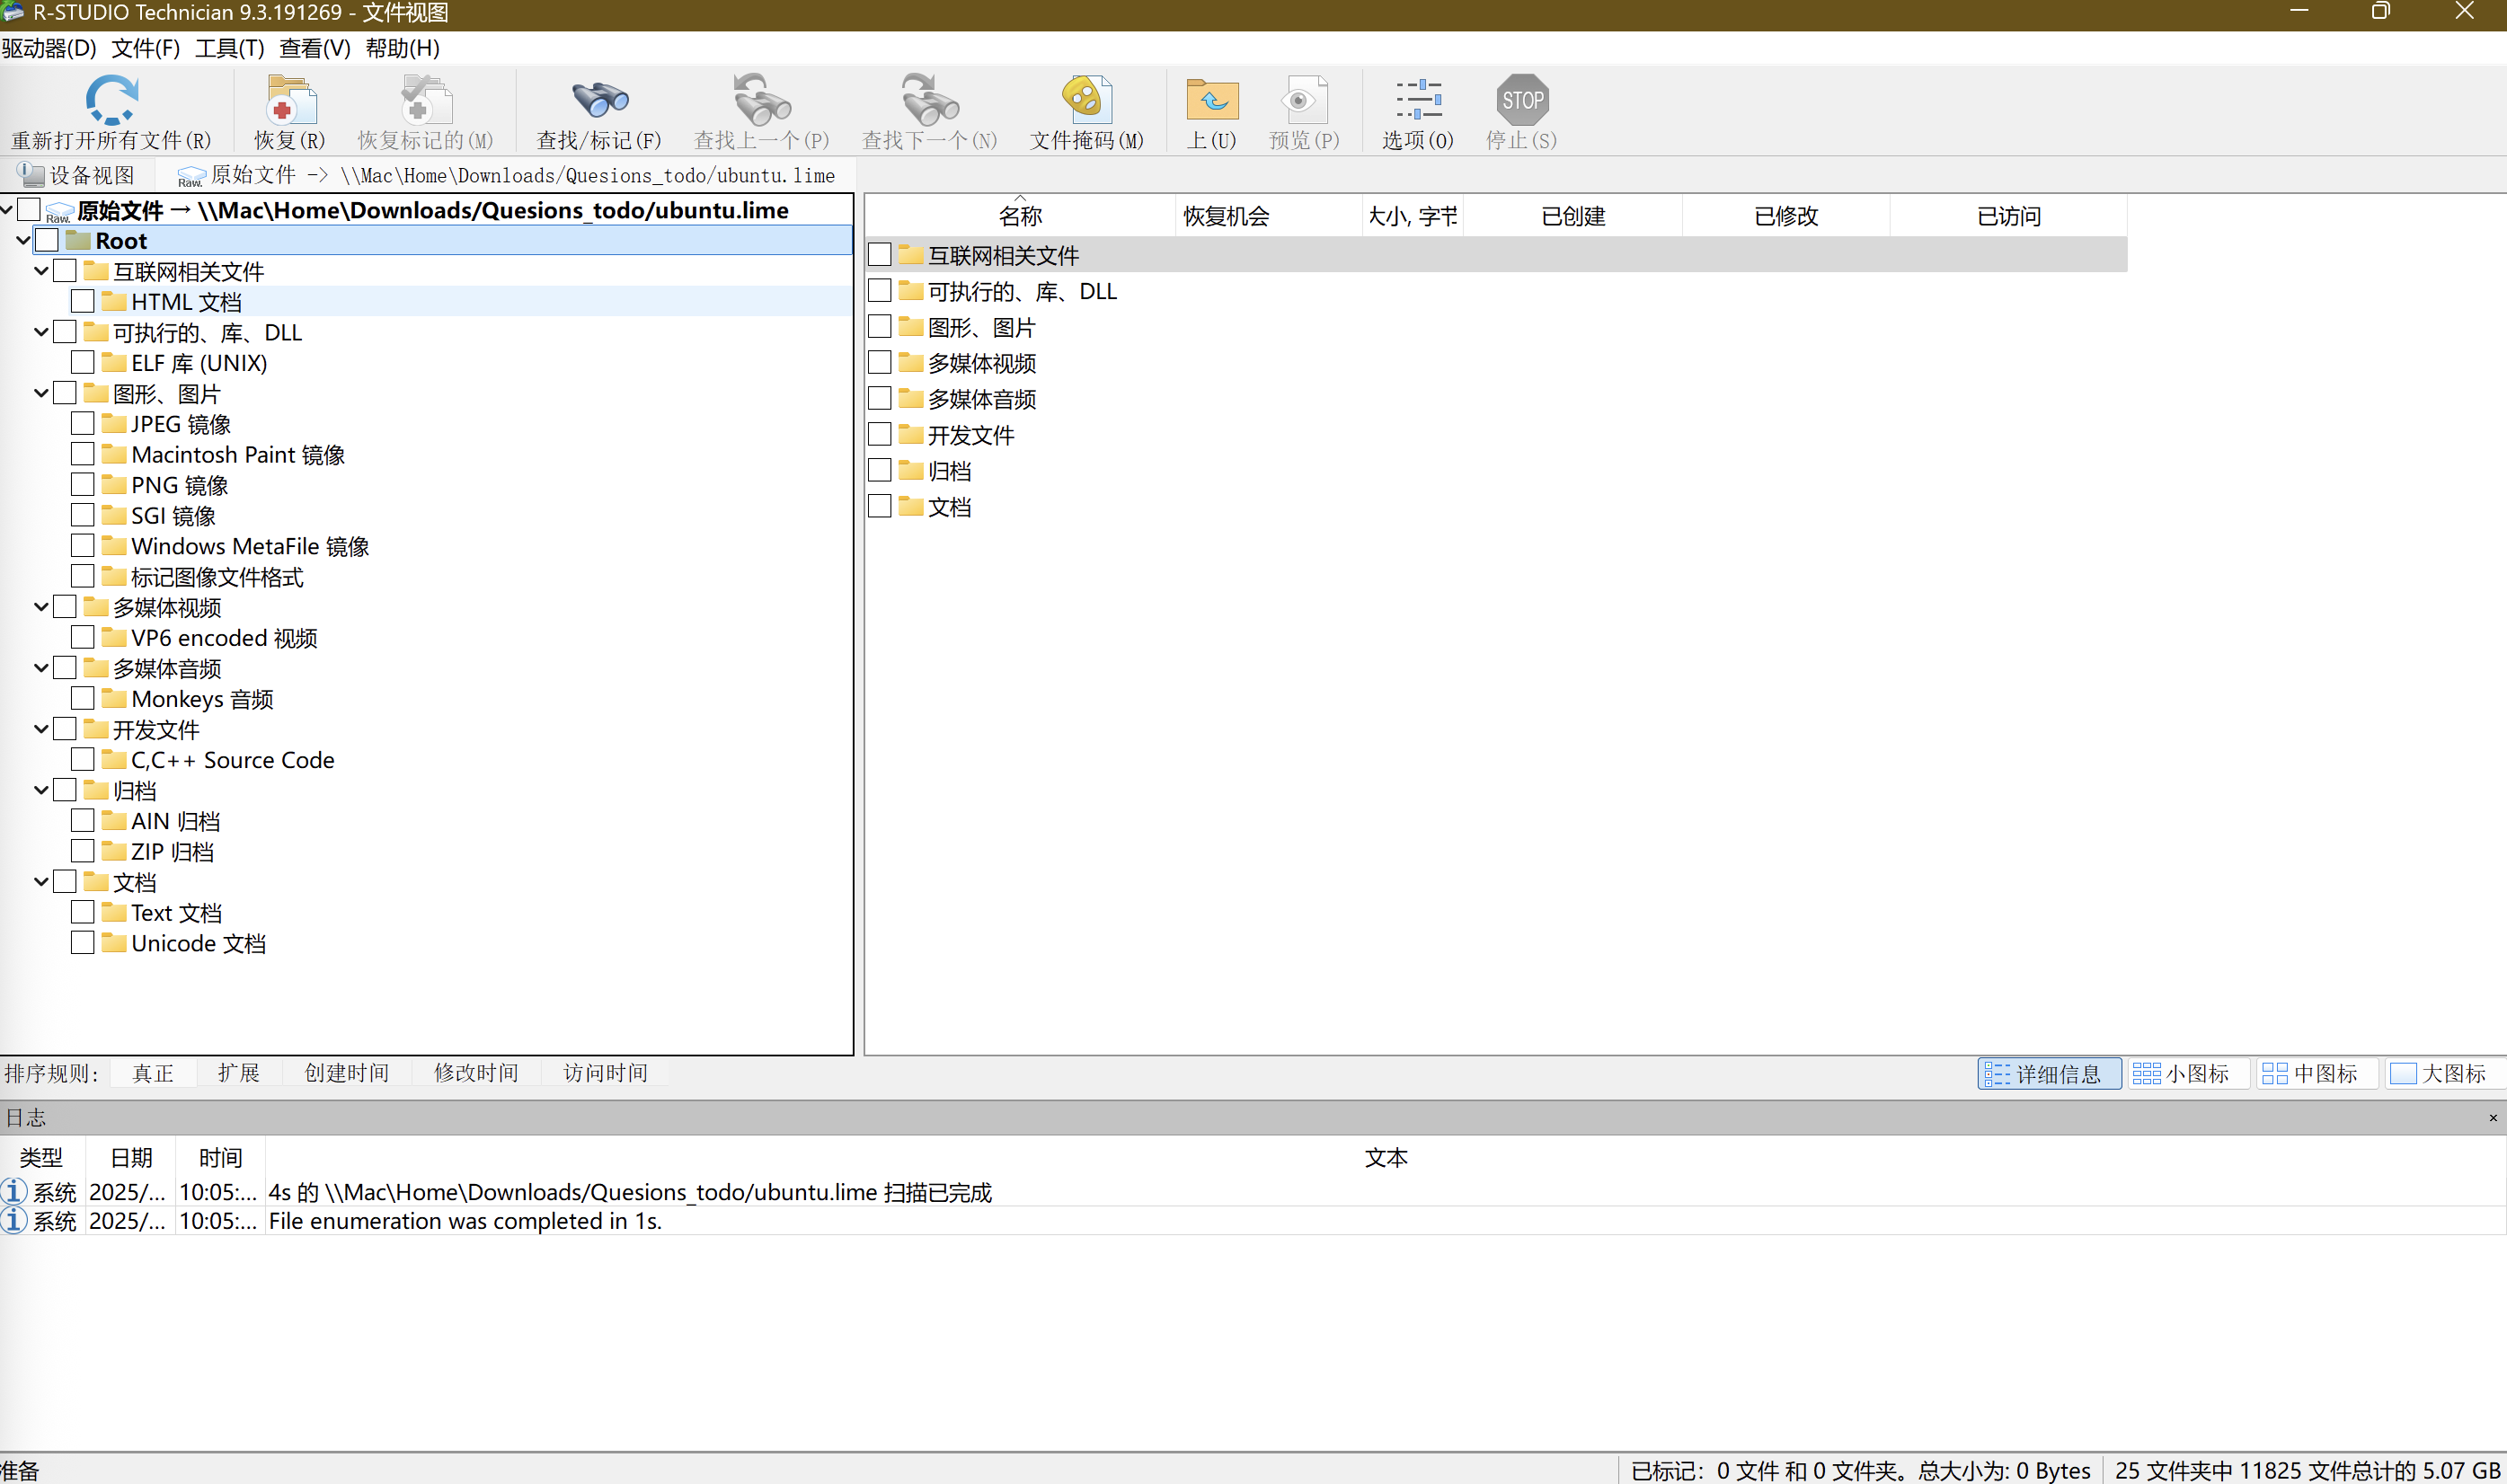 R-STUDIO Technician 9.3.191269 - 文件视图
驱动器(D) 文件(F) 工具(T) 查看(V) 帮助(H)
重新打开所有文件(R) 恢复(R) 恢复标记的(M) 查找/标记(F) 查找上一个(P) 查找下一个(N) 文件掩码(M) 上(U) 预览(P) 选项(O) STOP 停止(S)
设备视图 Raw. 原始文件 -> \\Mac\Home\Downloads/Quesions_todo/ubuntu.lime
Raw. 原始文件 → \\Mac\Home\Downloads/Quesions_todo/ubuntu.lime
Root
互联网相关文件
HTML 文档
可执行的、库、DLL
ELF 库 (UNIX)
图形、图片
JPEG 镜像
Macintosh Paint 镜像
PNG 镜像
SGI 镜像
Windows MetaFile 镜像
标记图像文件格式
多媒体视频
VP6 encoded 视频
多媒体音频
Monkeys 音频
开发文件
C,C++ Source Code
归档
AIN 归档
ZIP 归档
文档
Text 文档
Unicode 文档
名称 恢复机会 大小, 字节 已创建 已修改 已访问
互联网相关文件
可执行的、库、DLL
图形、图片
多媒体视频
多媒体音频
开发文件
归档
文档
排序规则: 真正 扩展 创建时间 修改时间 访问时间 详细信息 小图标 中图标 大图标
日志
类型 日期 时间 文本
系统 2025/... 10:05:... 4s 的 \\Mac\Home\Downloads/Quesions_todo/ubuntu.lime 扫描已完成
系统 2025/... 10:05:... File enumeration was completed in 1s.
准备 已标记: 0 文件 和 0 文件夹。总大小为: 0 Bytes 25 文件夹中 11825 文件总计的 5.07 GB